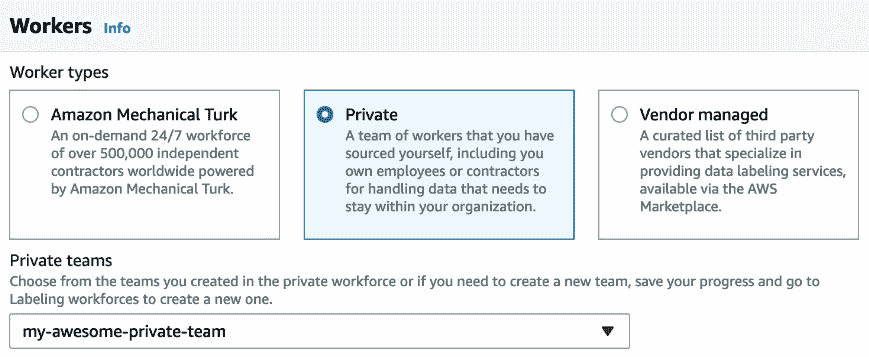 Workers Info
Worker types
Amazon Mechanical Turk
An on-demand 24/7 workforce
of over 500,000 independent
contractors worldwide powered
by Amazon Mechanical Turk.
Private
A team of workers that you have
sourced yourself, including you
own employees or contractors
for handling data that needs to
stay within your organization.
Vendor managed
A curated list of third party
vendors that specialize in
providing data labeling services,
available via the AWS
Marketplace.
Private teams
Choose from the teams you created in the private workforce or if you need to create a new team, save your progress and go to
Labeling workforces to create a new one.
my-awesome-private-team